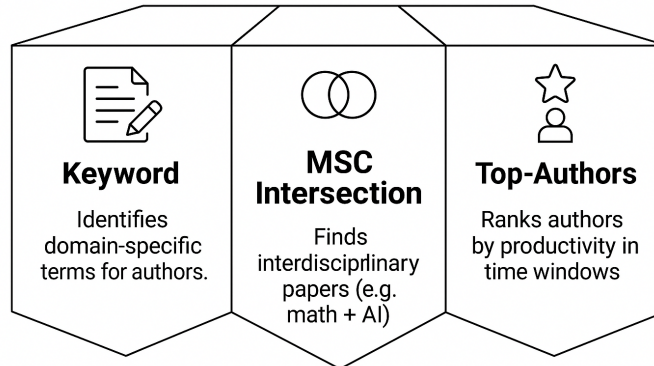 Keyword
Identifies
domain-specific
terms for authors.
MSC
Intersection
Finds
interdisciprlinary
papers (e.g.
math + AI)
Top-Authors
Ranks authors
by productivity in
time windows